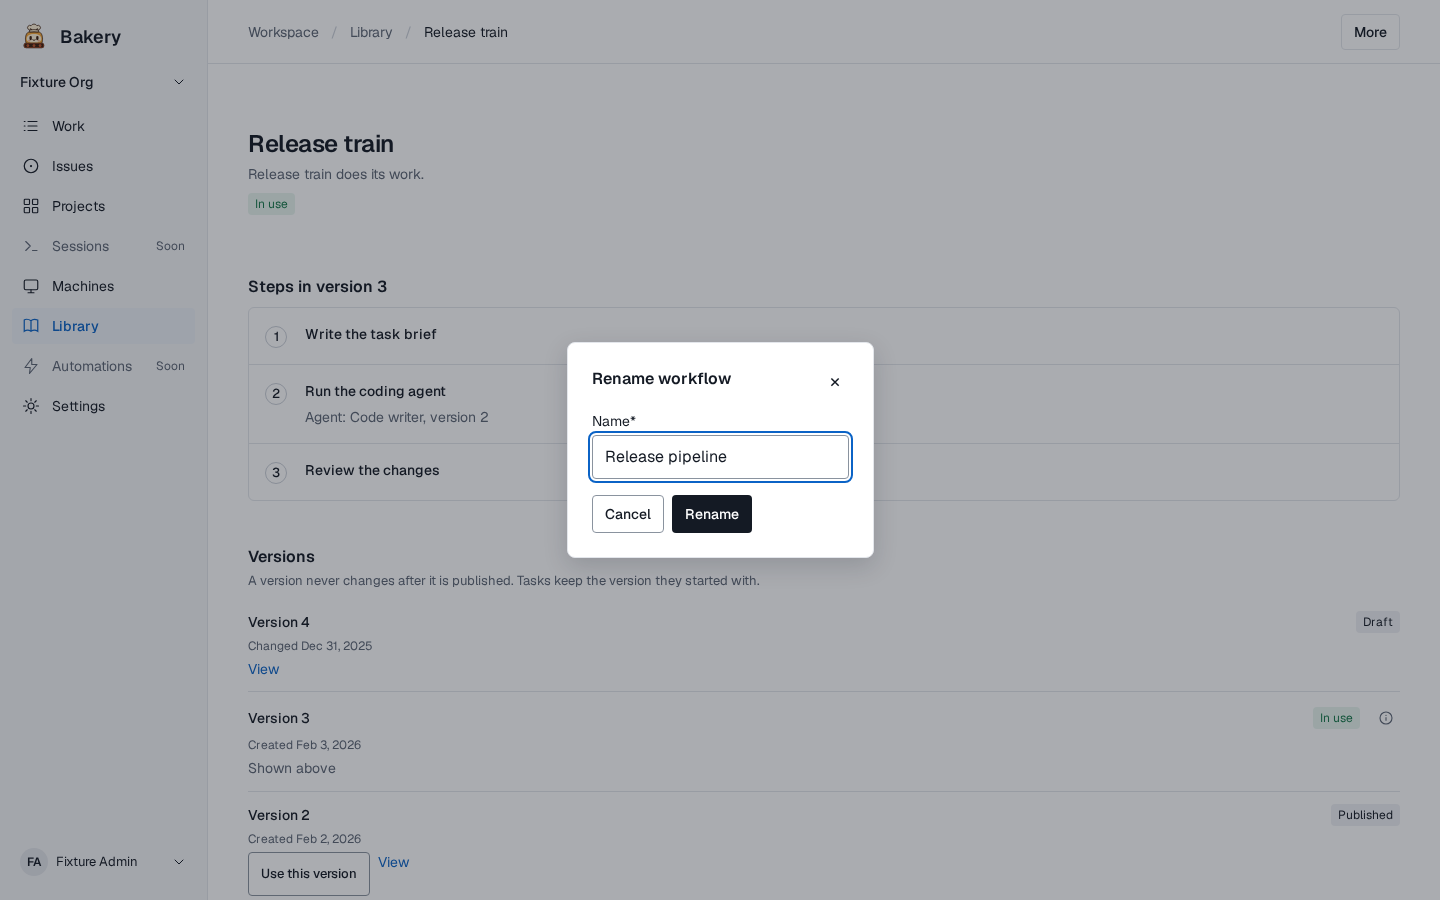 Bakery
Fixture Org
Work
Issues
Projects
Sessions Soon
Machines
Library
Automations Soon
Settings
FA Fixture Admin
Workspace / Library / Release train
More
Release train
Release train does its work.
In use
Steps in version 3
1 Write the task brief
2 Run the coding agent
Agent: Code writer, version 2
3 Review the changes
Rename workflow
Name*
Release pipeline
Cancel Rename
Versions
A version never changes after it is published. Tasks keep the version they started with.
Version 4 Draft
Changed Dec 31, 2025
View
Version 3 In use
Created Feb 3, 2026
Shown above
Version 2 Published
Created Feb 2, 2026
Use this version View